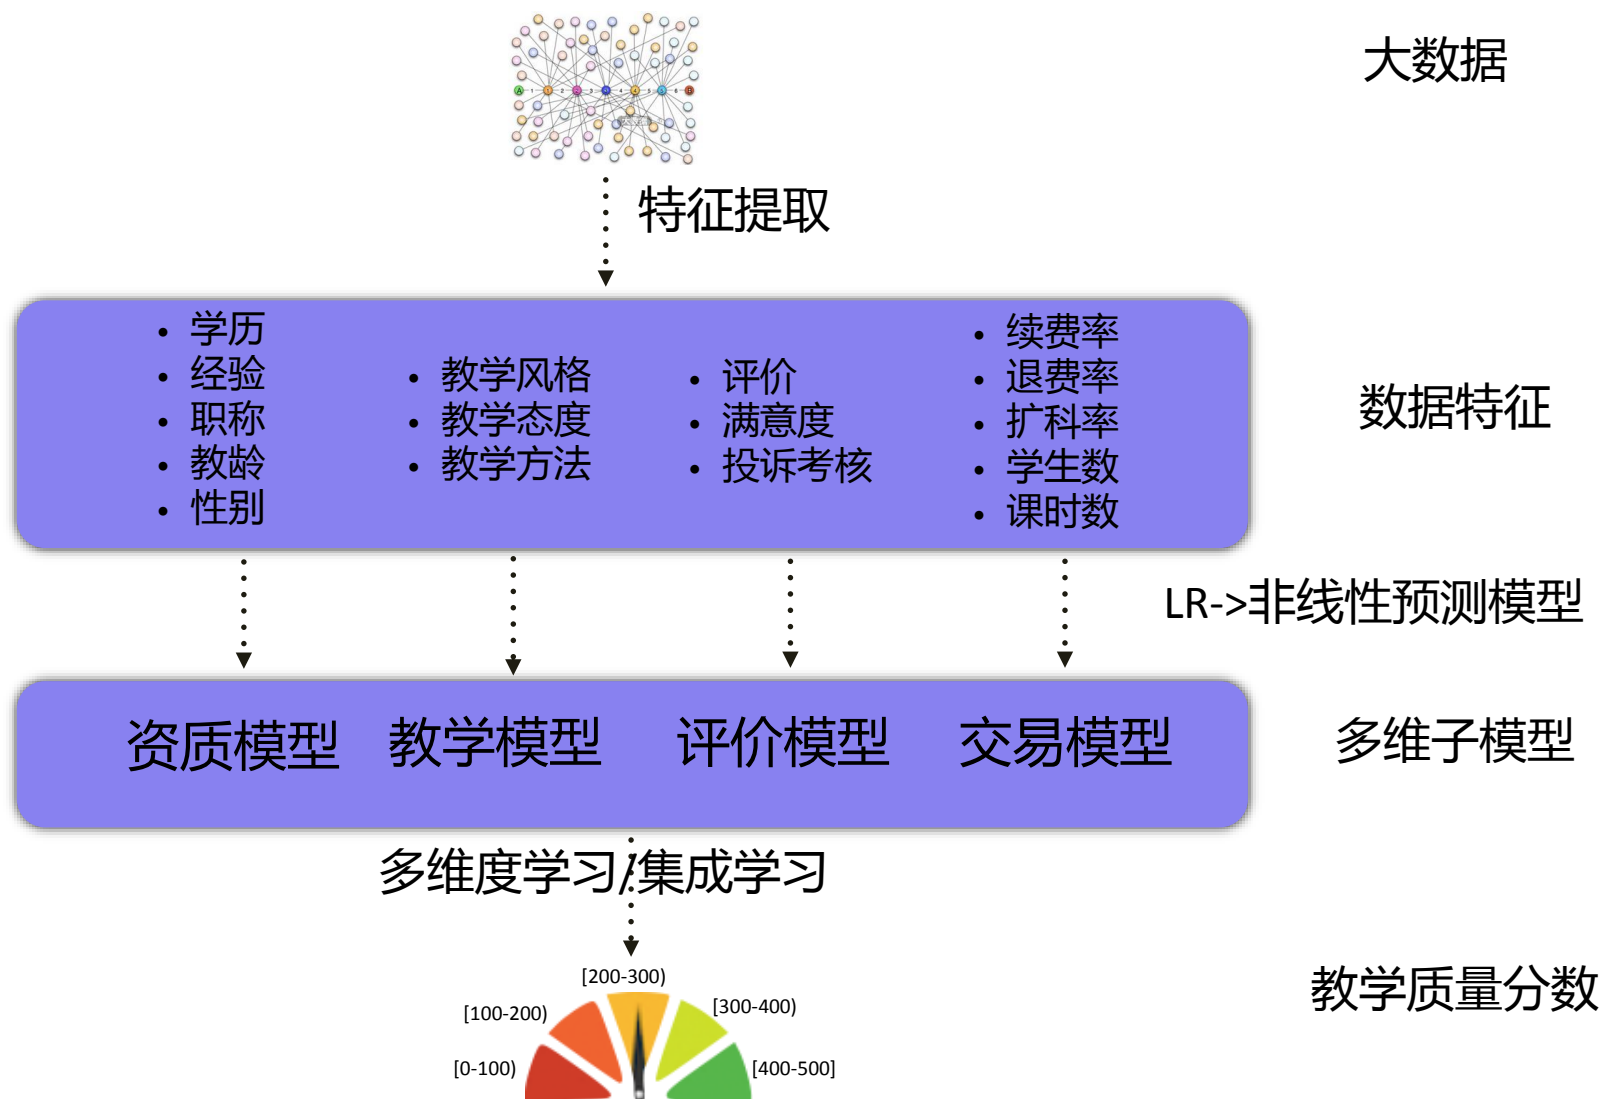 大数据
特征提取
• 学历
• 经验
• 职称
• 教龄
• 性别
• 教学风格
• 教学态度
• 教学方法
• 评价
• 满意度
• 投诉考核
• 续费率
• 退费率
• 扩科率
• 学生数
• 课时数
数据特征
LR->非线性预测模型
资质模型
教学模型
评价模型
交易模型
多维子模型
多维度学习/集成学习
教学质量分数
[0-100)
[100-200)
[200-300)
[300-400)
[400-500]